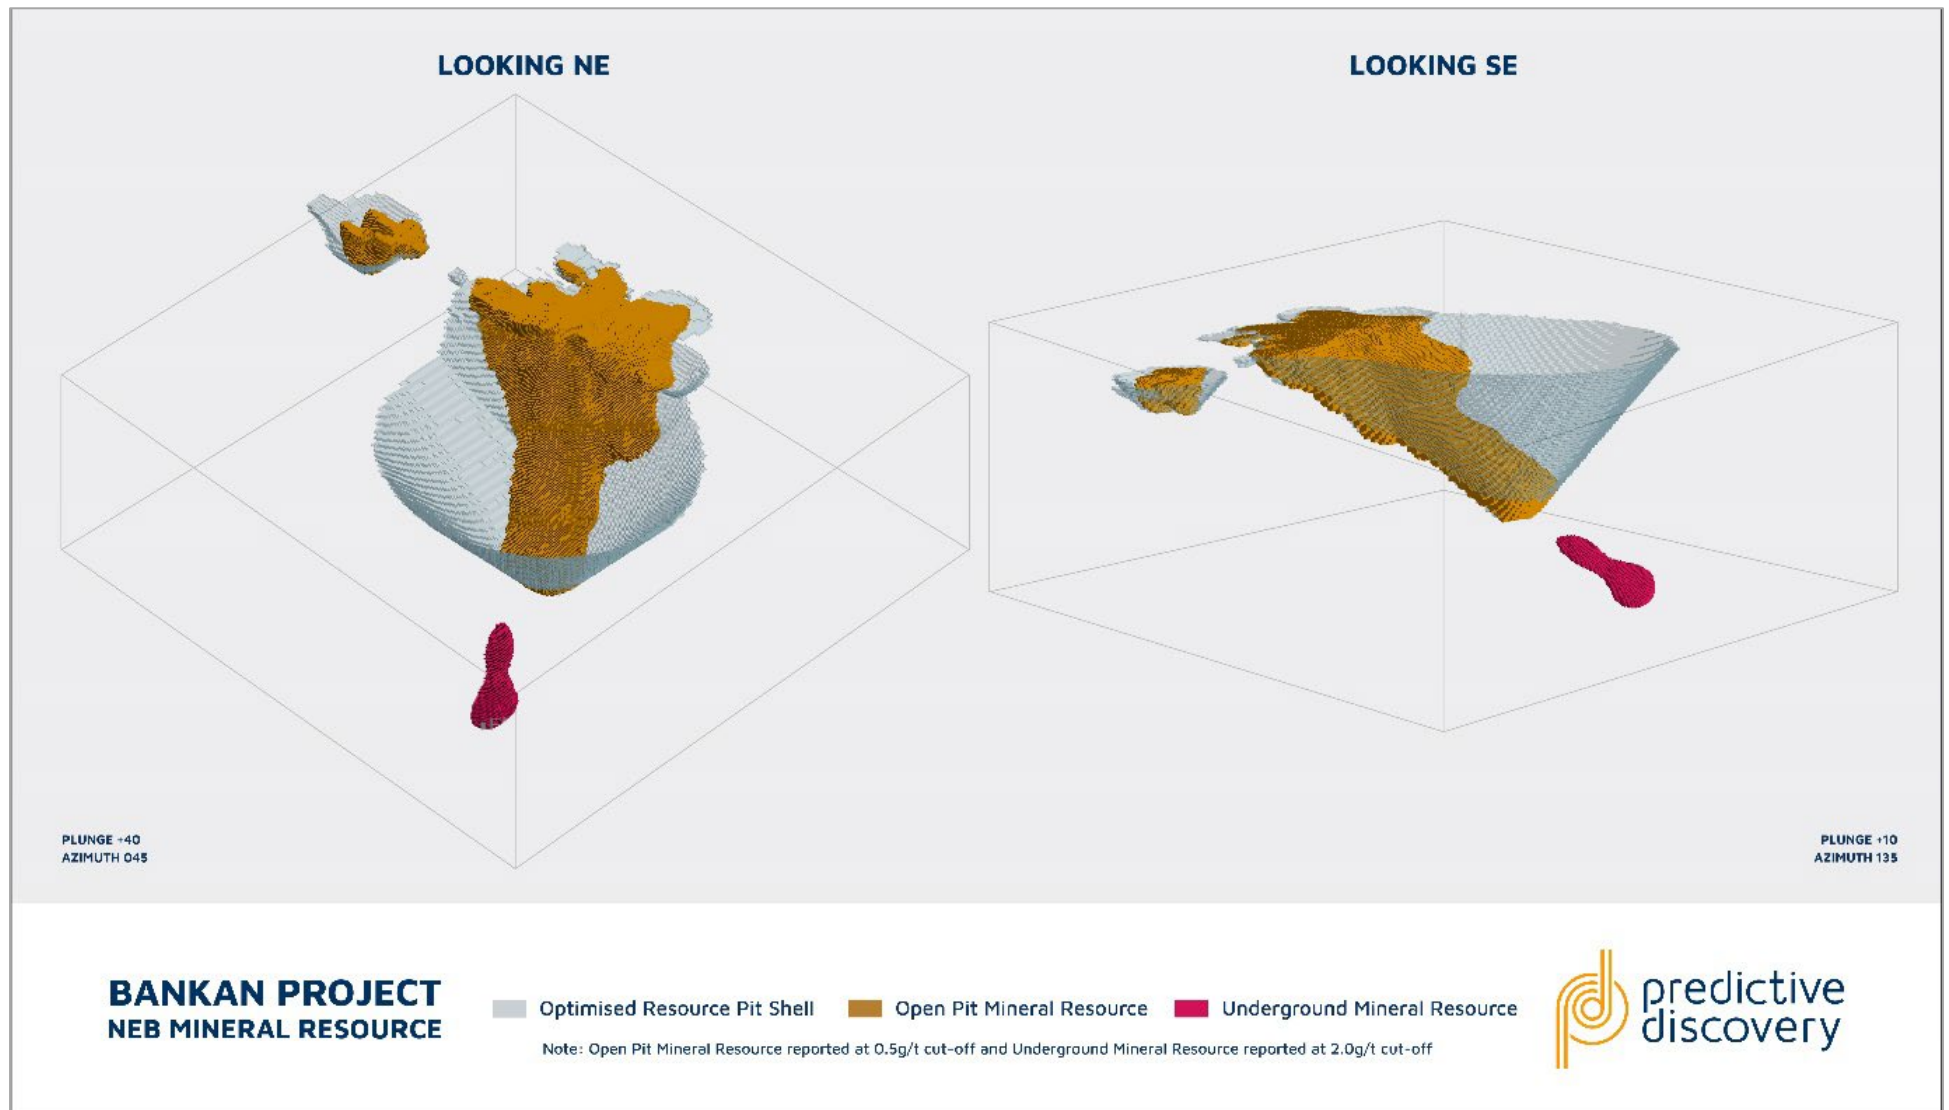 LOOKING NE
LOOKING SE
PLUNGE +40
AZIMUTH 045
PLUNGE +10
AZIMUTH 135
BANKAN PROJECT
NEB MINERAL RESOURCE
Optimised Resource Pit Shell
Open Pit Mineral Resource
Underground Mineral Resource
Note: Open Pit Mineral Resource reported at 0.5g/t cut-off and Underground Mineral Resource reported at 2.0g/t cut-off
predictive
discovery